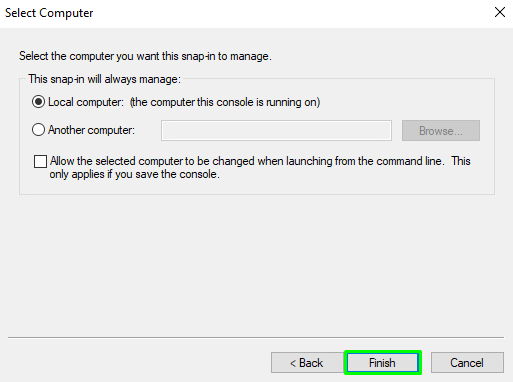 Select Computer
Select the computer you want this snap-in to manage.
This snap-in will always manage:
Local computer:  (the computer this console is running on)
Another computer:
Browse...
Allow the selected computer to be changed when launching from the command line.  This
only applies if you save the console.
< Back
Finish
Cancel